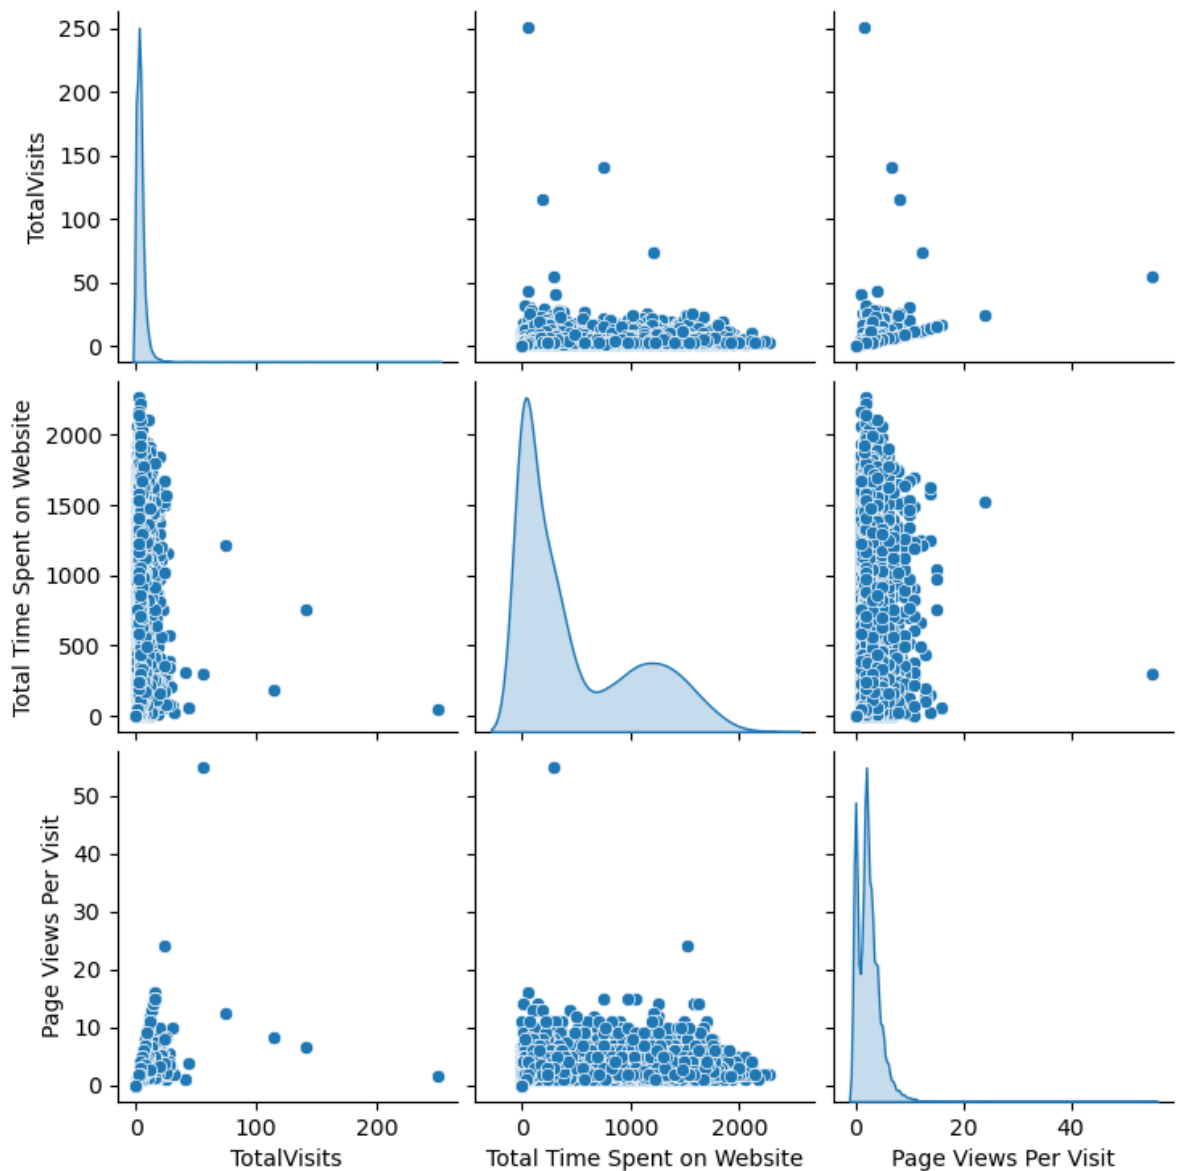 250
200
150
100
50
0
TotalVisits
2000
1500
1000
500
0
Total Time Spent on Website
50
40
30
20
10
0
Page Views Per Visit
0 100 200
0 1000 2000
0 20 40
TotalVisits
Total Time Spent on Website
Page Views Per Visit